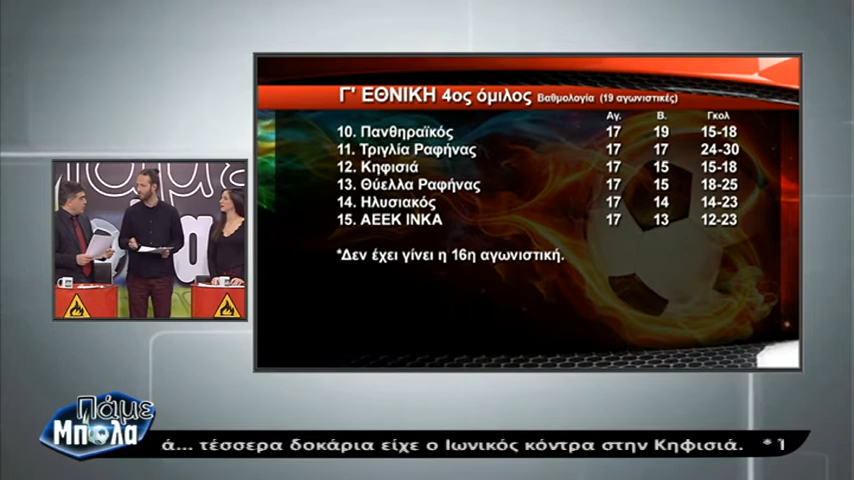 Γ' ΕΘΝΙΚΗ 4ος όμιλος Βαθμολογία (19 αγωνιστικές)
Αγ. Β. Γκολ
10. Πανθηραϊκός 17 19 15-18
11. Τριγλία Ραφήνας 17 17 24-30
12. Κηφισιά 17 15 15-18
13. Θύελλα Ραφήνας 17 15 18-25
14. Ηλυσιακός 17 14 14-23
15. ΑΕΕΚ ΙΝΚΑ 17 13 12-23
*Δεν έχει γίνει η 16η αγωνιστική.
Πάμε
Μπάλα
ά... τέσσερα δοκάρια είχε ο Ιωνικός κόντρα στην Κηφισιά. *